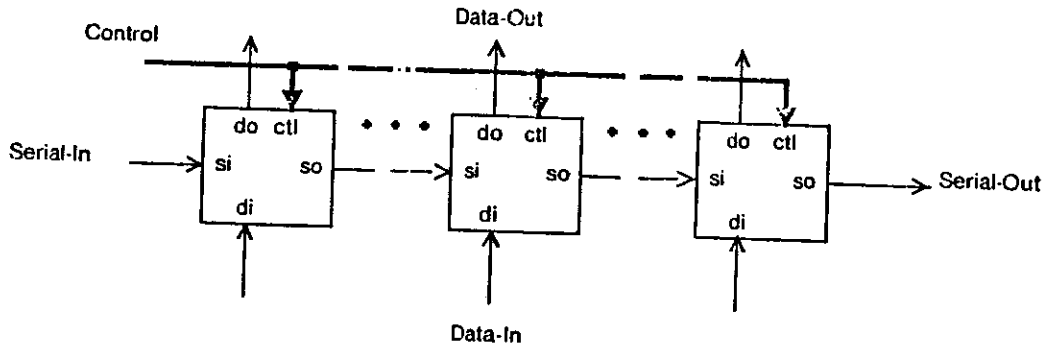 Data-Out
Control
do ctl
do ctl
do ctl
Serial-In
si so
si so
si so
Serial-Out
di
di
di
Data-In